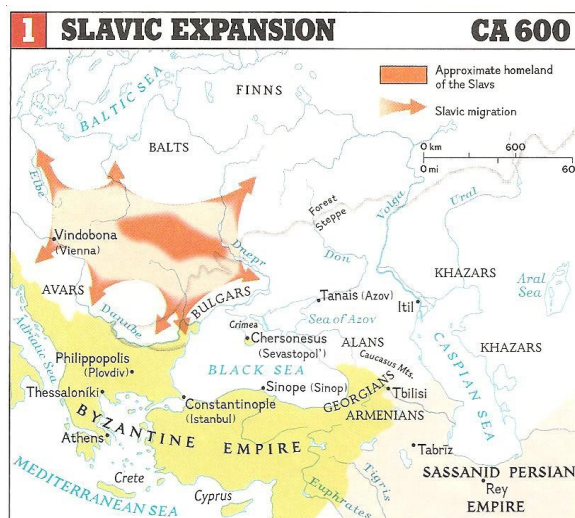 1 SLAVIC EXPANSION CA 600
Approximate homeland
of the Slavs
Slavic migration
0 km 600
0 mi 60
BALTIC SEA
FINNS
BALTS
Elbe
Forest
Steppe
Volga
Ural
Vindobona
(Vienna)
Dnepr
Don
KHAZARS
Aral
Sea
AVARS
Danube
BULGARS
Tanais (Azov)
Itil
Sea of Azov
Crimea
Chersonesus
(Sevastopol')
ALANS
Caucasus Mts.
KHAZARS
CASPIAN SEA
Adriatic Sea
Philippopolis
(Plovdiv)
BLACK SEA
Thessaloníki
Sinope (Sinop)
GEORGIANS
Tbilisi
Constantinople
(Istanbul)
ARMENIANS
BYZANTINE EMPIRE
Athens
Tabrīz
SASSANID PERSIAN
EMPIRE
Rey
Tigris
Euphrates
Crete
Cyprus
MEDITERRANEAN SEA